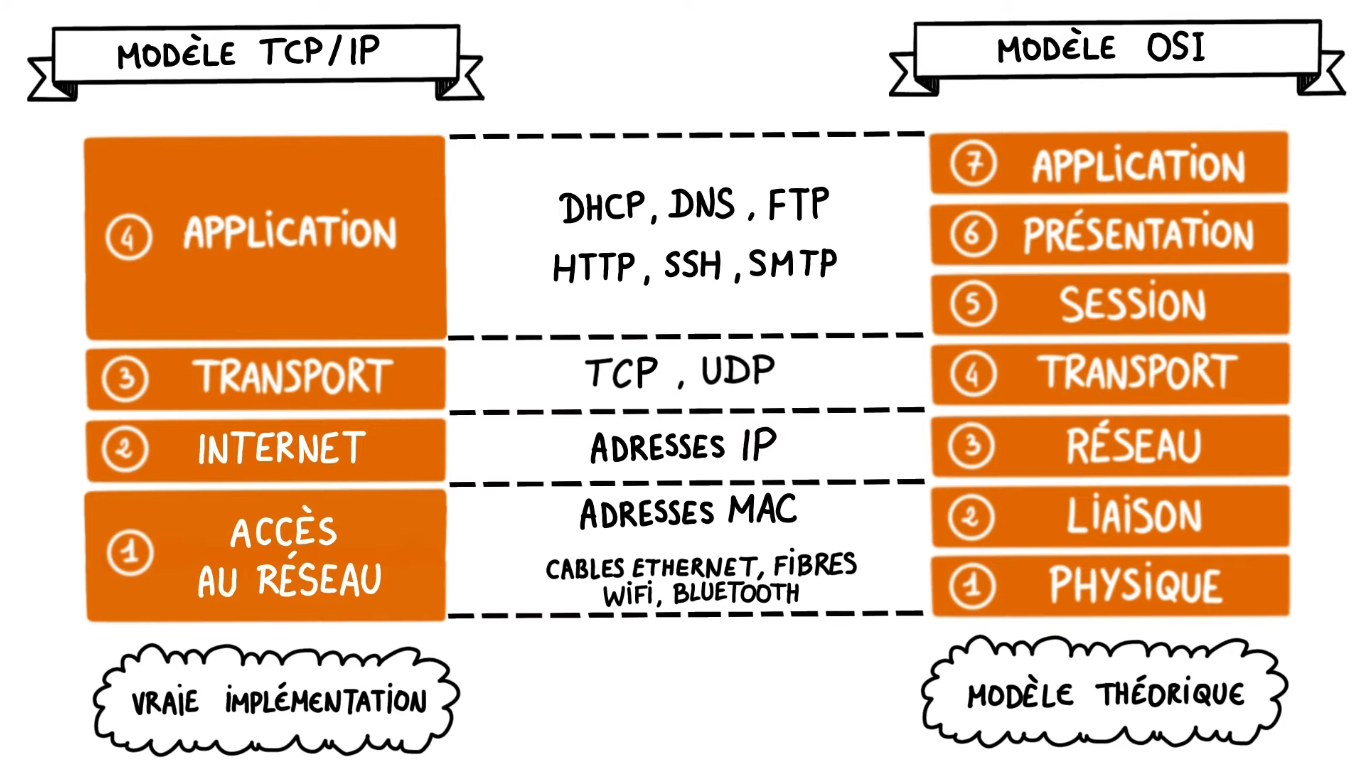 MODÈLE TCP/IP
MODÈLE OSI
4 APPLICATION
DHCP, DNS, FTP
HTTP, SSH, SMTP
7 APPLICATION
6 PRÉSENTATION
5 SESSION
3 TRANSPORT
TCP, UDP
4 TRANSPORT
2 INTERNET
ADRESSES IP
3 RÉSEAU
1 ACCÈS
AU RÉSEAU
ADRESSES MAC
CABLES ETHERNET, FIBRES
WIFI, BLUETOOTH
2 LIAISON
1 PHYSIQUE
VRAIE IMPLÉMENTATION
MODÈLE THÉORIQUE